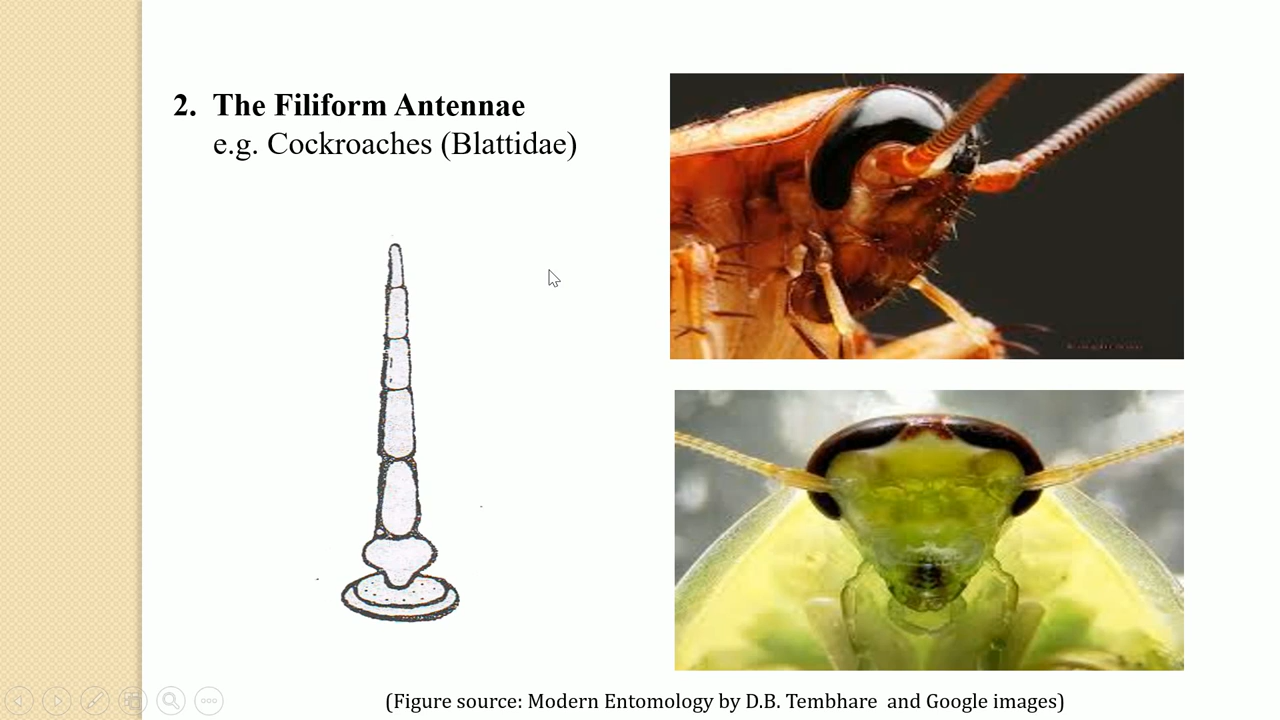 2. The Filiform Antennae
e.g. Cockroaches (Blattidae)
(Figure source: Modern Entomology by D.B. Tembhare and Google images)